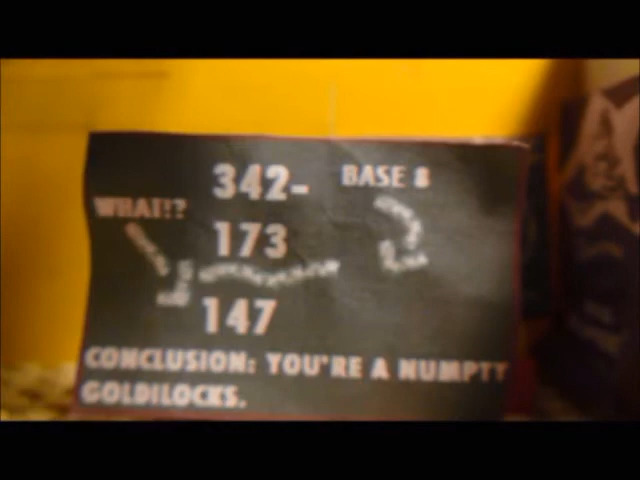 342- BASE 8
WHAT!?
173
147
CONCLUSION: YOU'RE A NUMPTY
GOLDILOCKS.